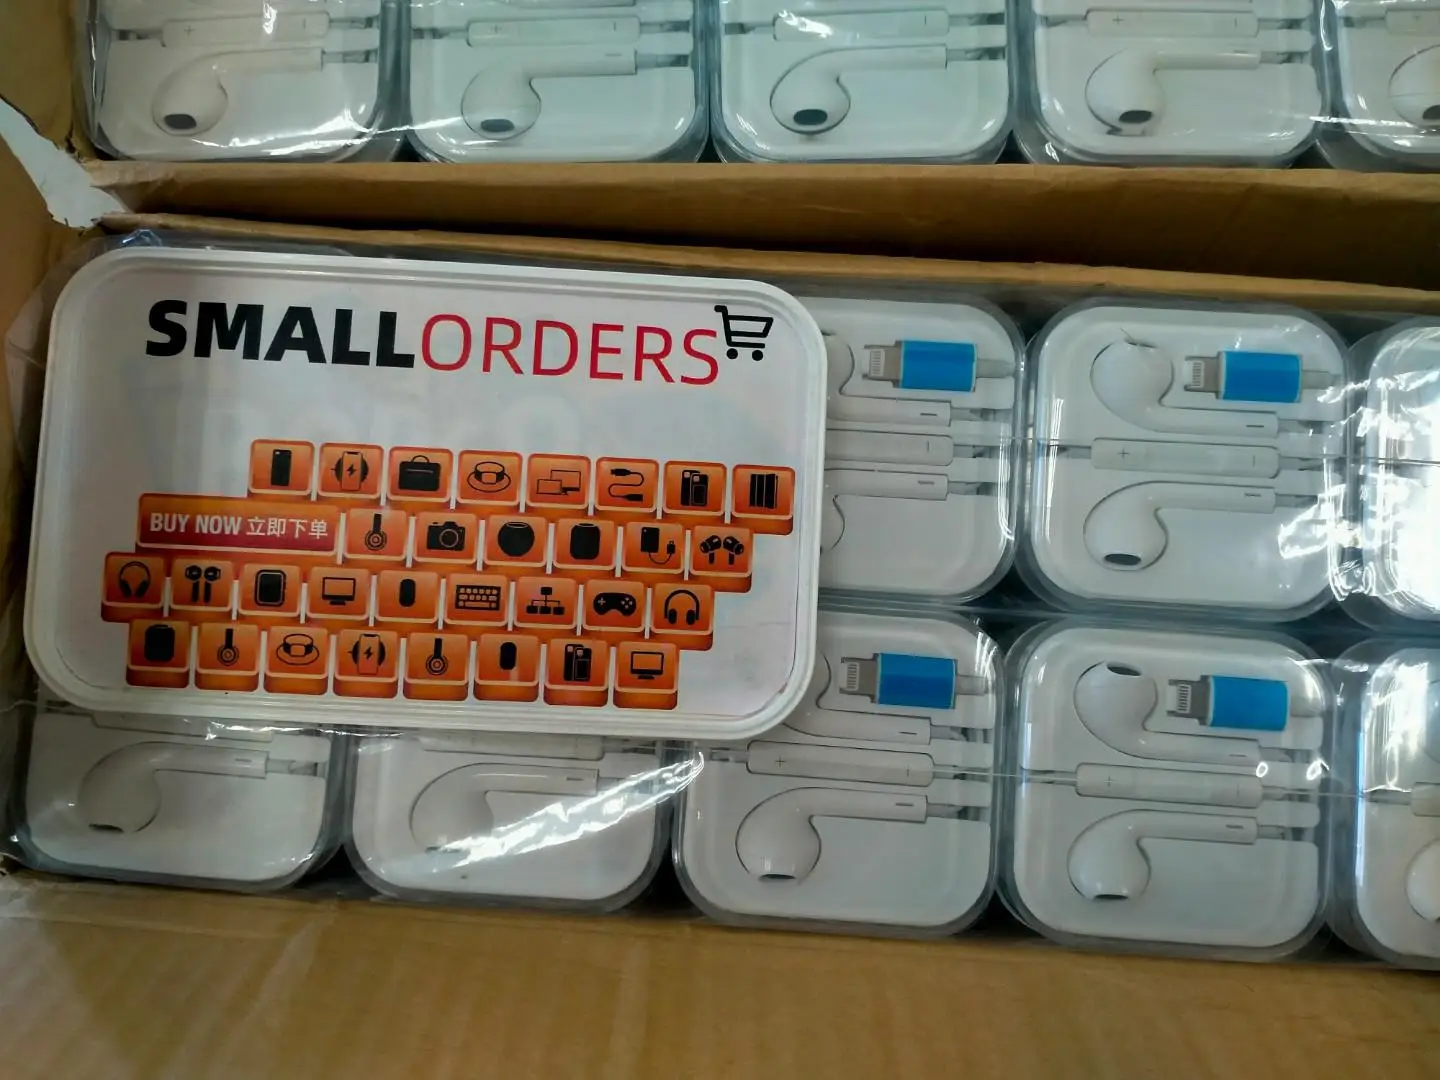 SMALLORDERS
BUY NOW 立即下单